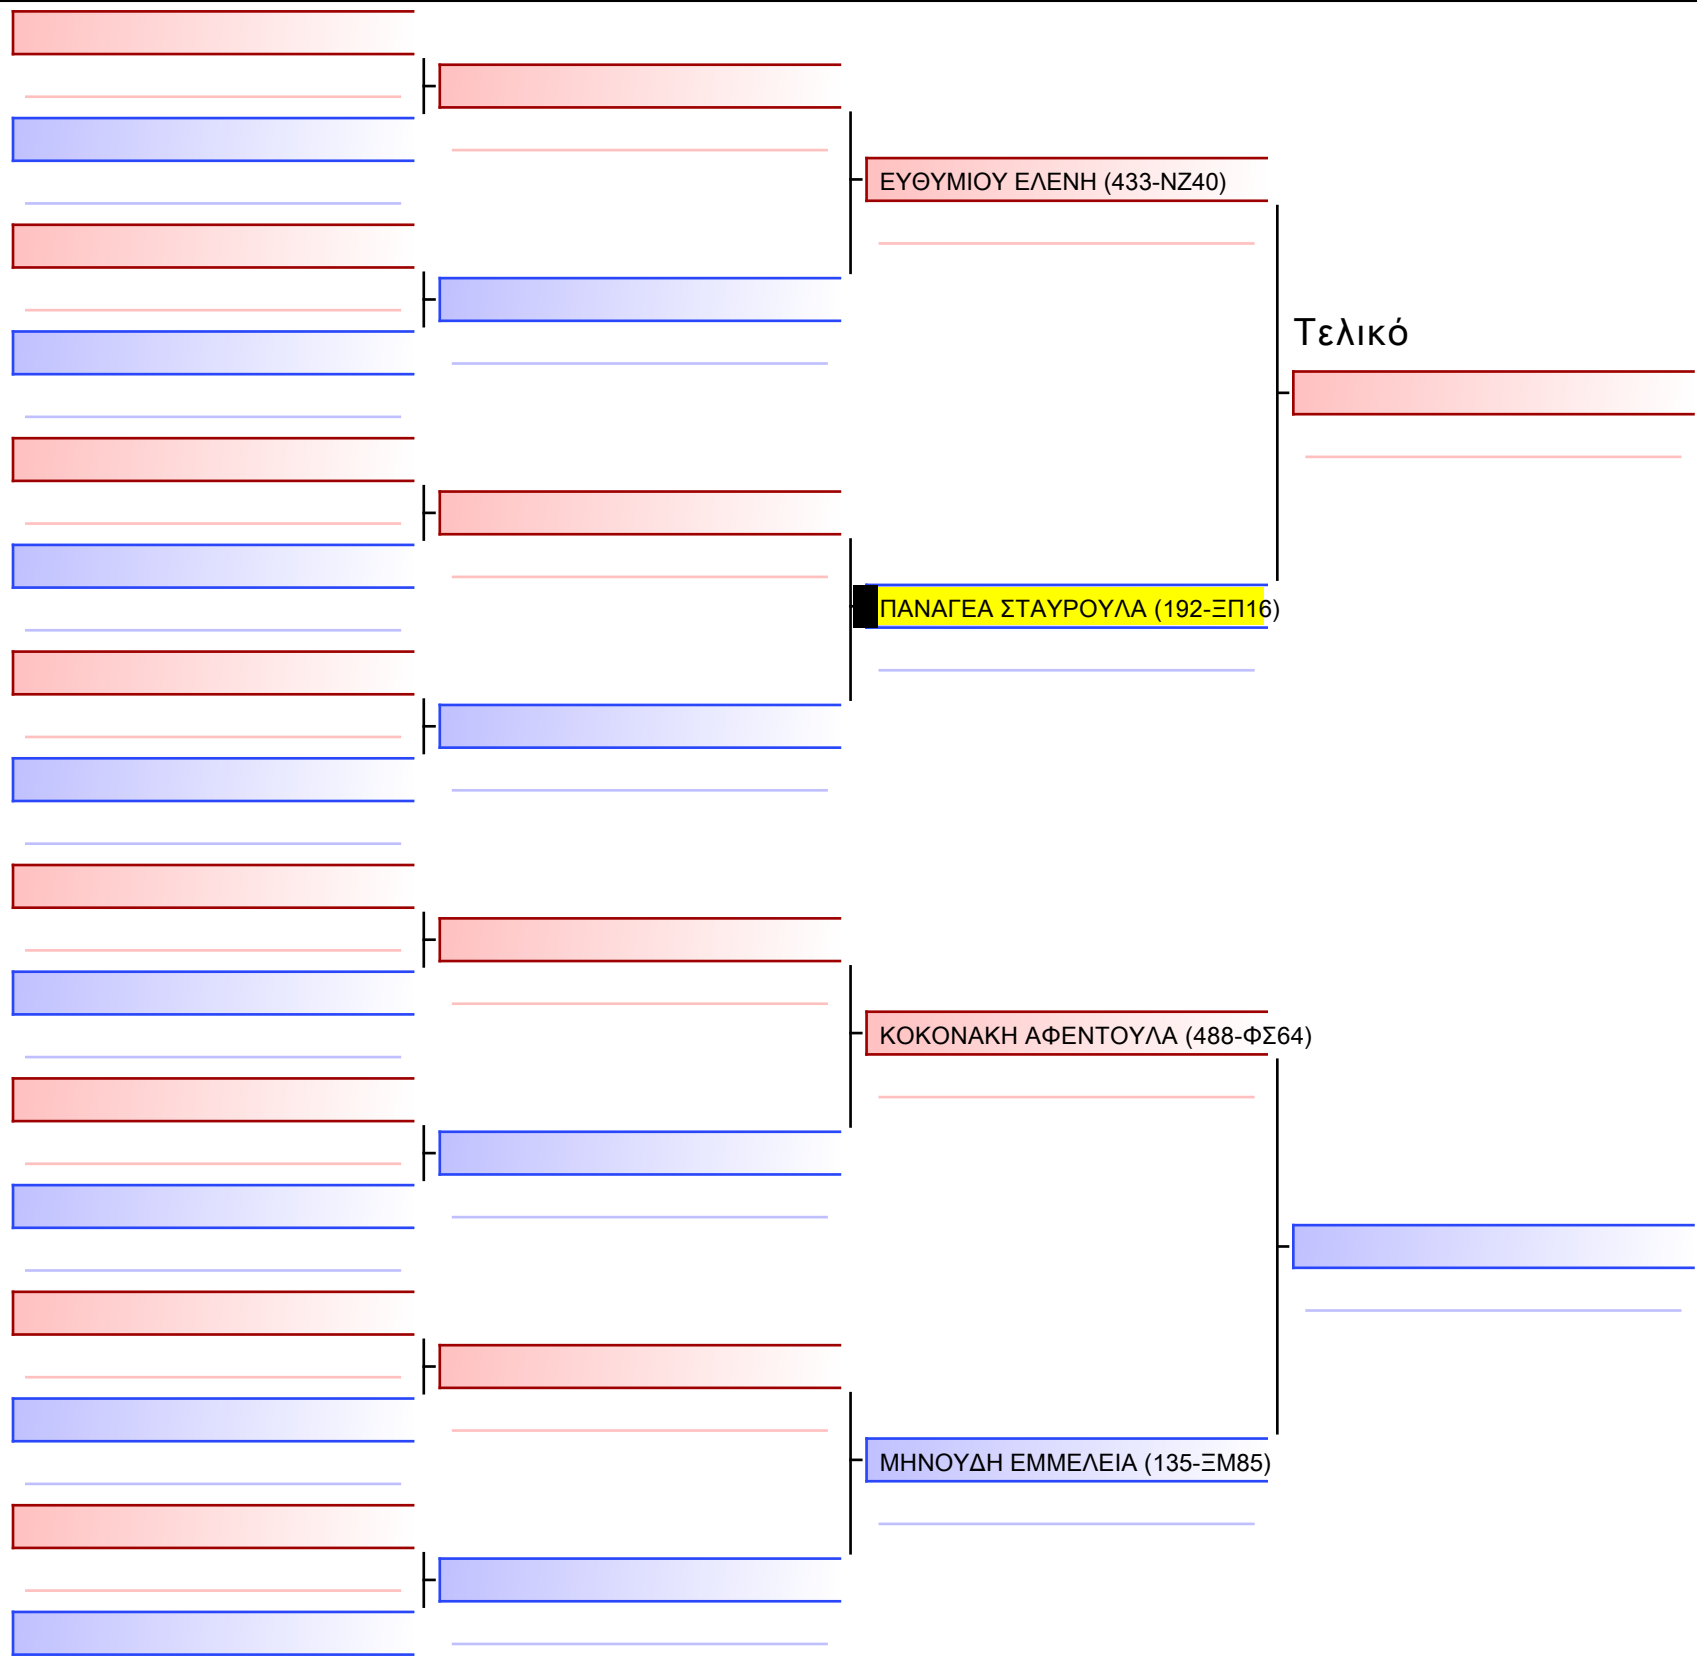 ΕΥΘΥΜΙΟΥ ΕΛΕΝΗ (433-ΝΖ40)
Τελικό
ΠΑΝΑΓΕΑ ΣΤΑΥΡΟΥΛΑ (192-ΞΠ16)
ΚΟΚΟΝΑΚΗ ΑΦΕΝΤΟΥΛΑ (488-ΦΣ64)
ΜΗΝΟΥΔΗ ΕΜΜΕΛΕΙΑ (135-ΞΜ85)